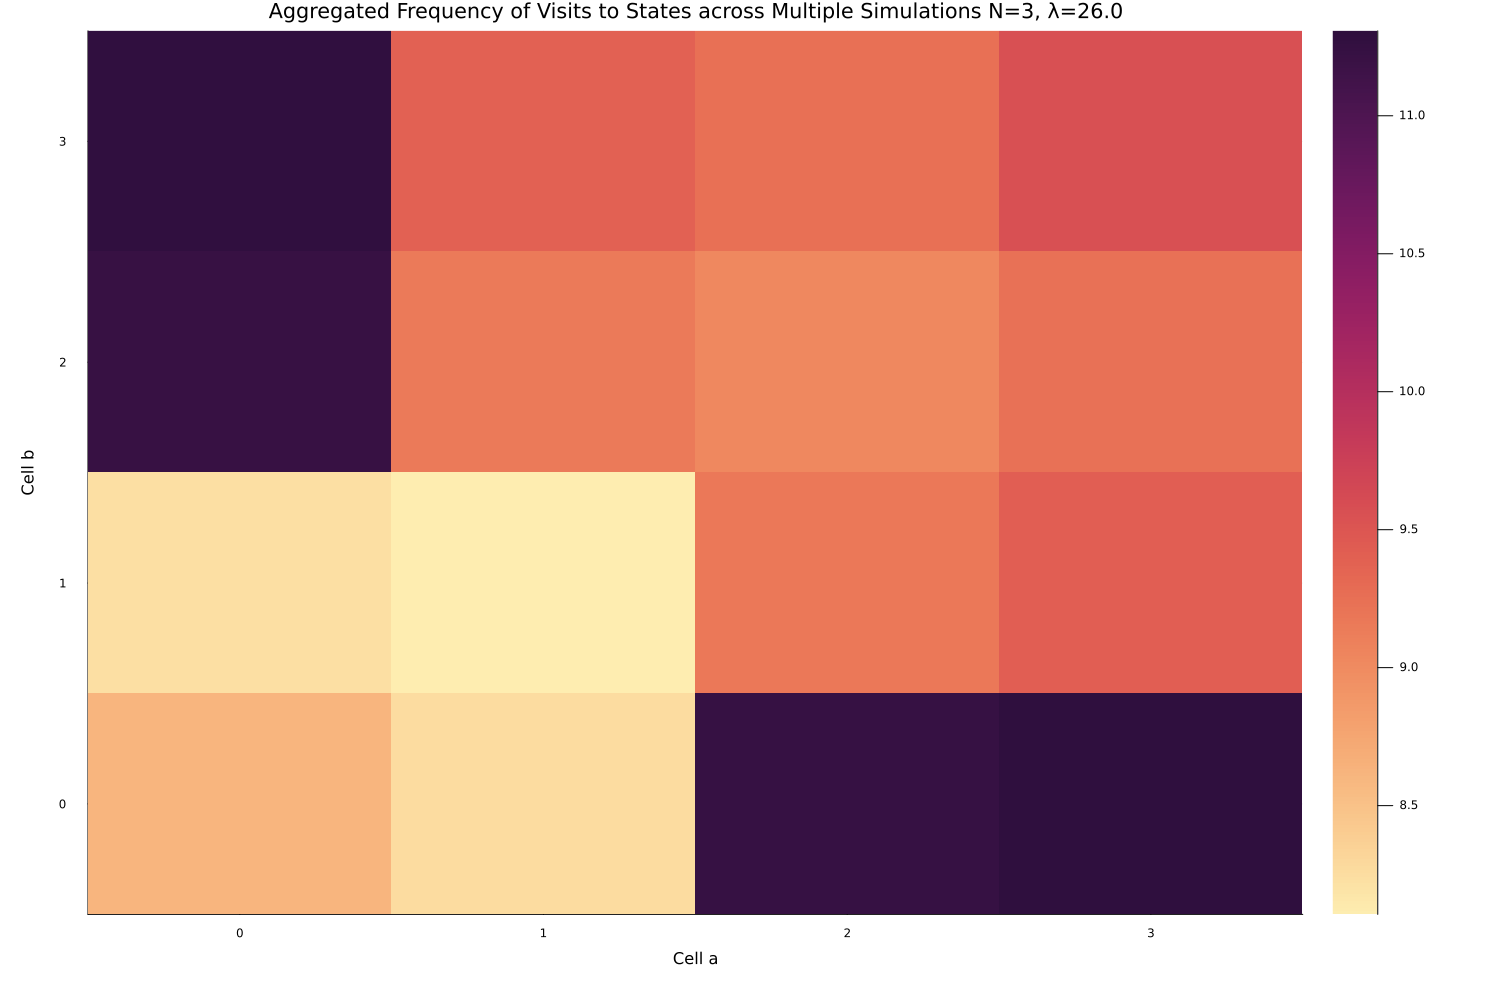 Aggregated Frequency of Visits to States across Multiple Simulations N=3, λ=26.0
3
2
1
0
Cell b
0 1 2 3
Cell a
11.0
10.5
10.0
9.5
9.0
8.5